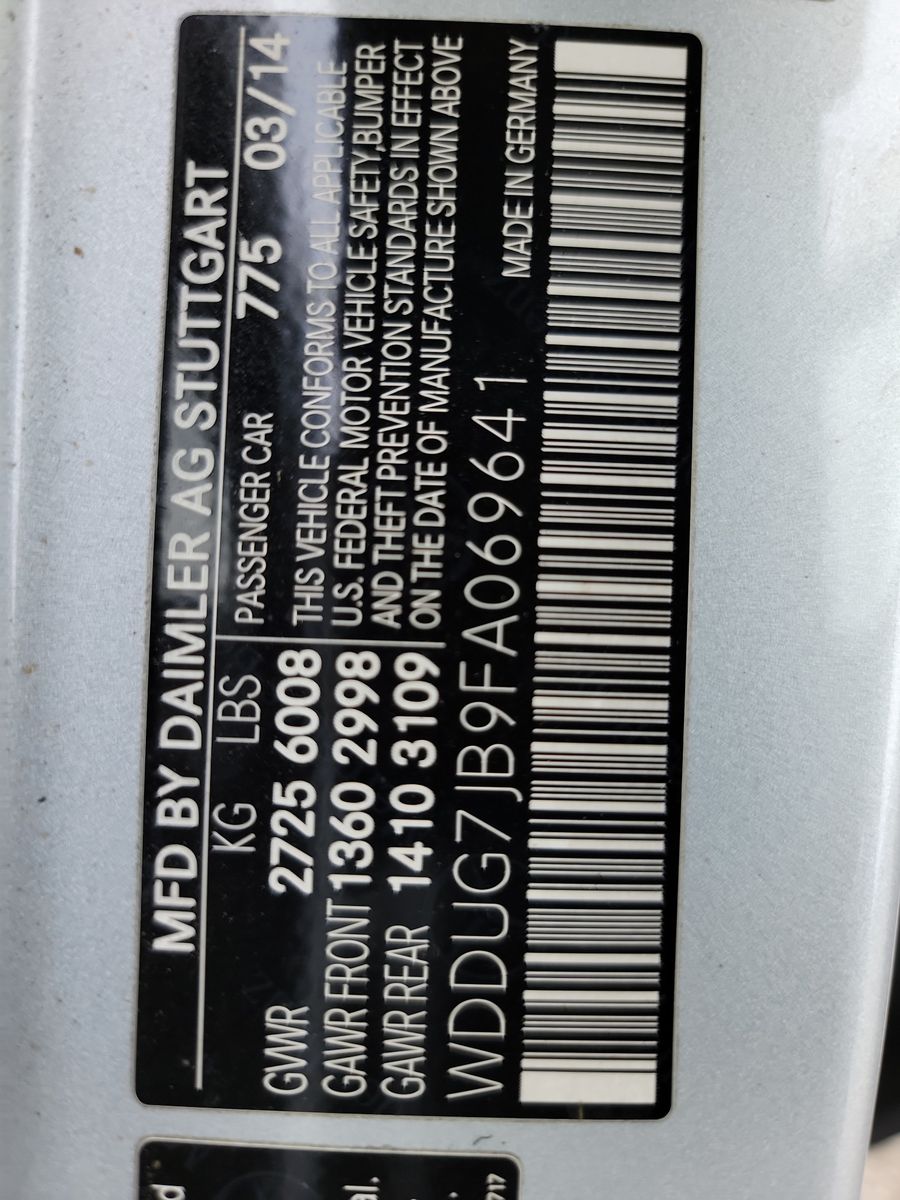 MFD BY DAIMLER AG STUTTGART
KG LBS PASSENGER CAR 775 03/14
GVWR 2725 6008 THIS VEHICLE CONFORMS TO ALL APPLICABLE
GAWR FRONT 1360 2998 U.S. FEDERAL MOTOR VEHICLE SAFETY,BUMPER
GAWR REAR 1410 3109 AND THEFT PREVENTION STANDARDS IN EFFECT
ON THE DATE OF MANUFACTURE SHOWN ABOVE
WDDUG7JB9FA069641
MADE IN GERMANY